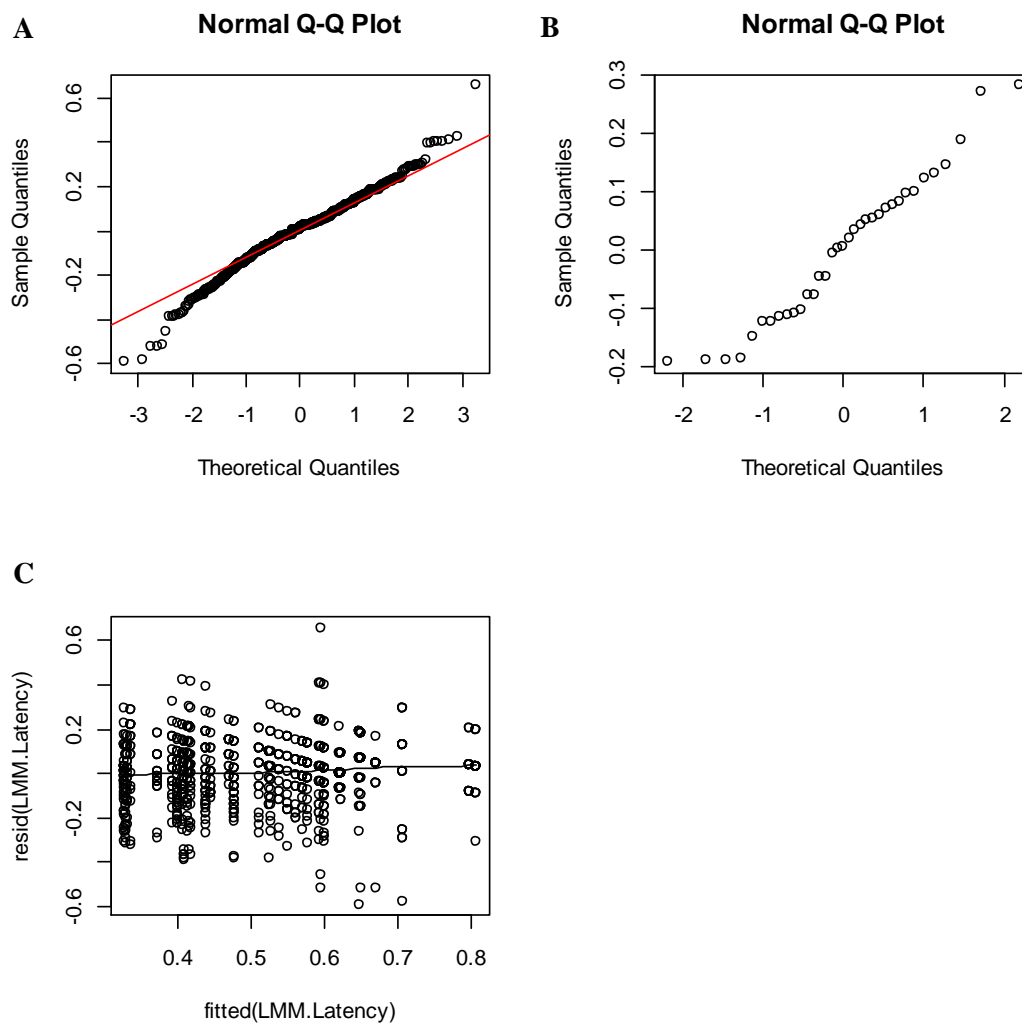 A
Normal Q-Q Plot
Sample Quantiles
0.6
0.2
-0.2
-0.6
-3 -2 -1 0 1 2 3
Theoretical Quantiles
B
Normal Q-Q Plot
Sample Quantiles
0.3
0.2
0.1
0.0
-0.1
-0.2
-2 -1 0 1 2
Theoretical Quantiles
C
resid(LMM.Latency)
0.6
0.2
-0.2
-0.6
0.4 0.5 0.6 0.7 0.8
fitted(LMM.Latency)